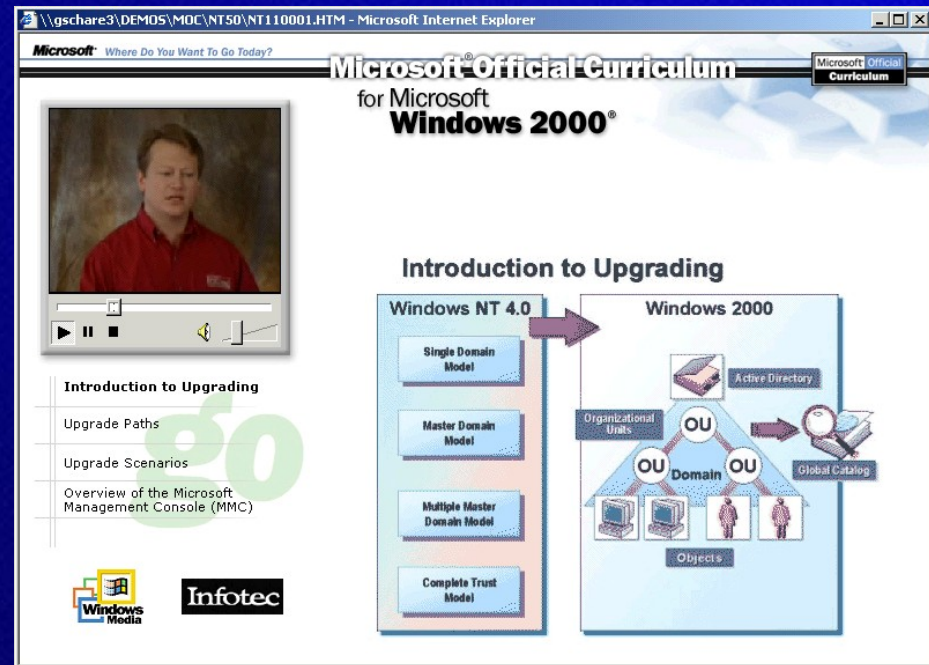 \\gschare3\DEMOS\MOC\NT50\NT110001.HTM - Microsoft Internet Explorer
Microsoft® Where Do You Want To Go Today?
Microsoft® Official Curriculum
for Microsoft
Windows 2000®
Microsoft Official
Curriculum
Introduction to Upgrading
Windows NT 4.0
Single Domain
Model
Master Domain
Model
Multiple Master
Domain Model
Complete Trust
Model
Windows 2000
Active Directory
Organizational
Units
OU
OU
Domain
OU
Global Catalog
Objects
Introduction to Upgrading
Upgrade Paths
Upgrade Scenarios
Overview of the Microsoft
Management Console (MMC)
go
Windows
Media
Infotec